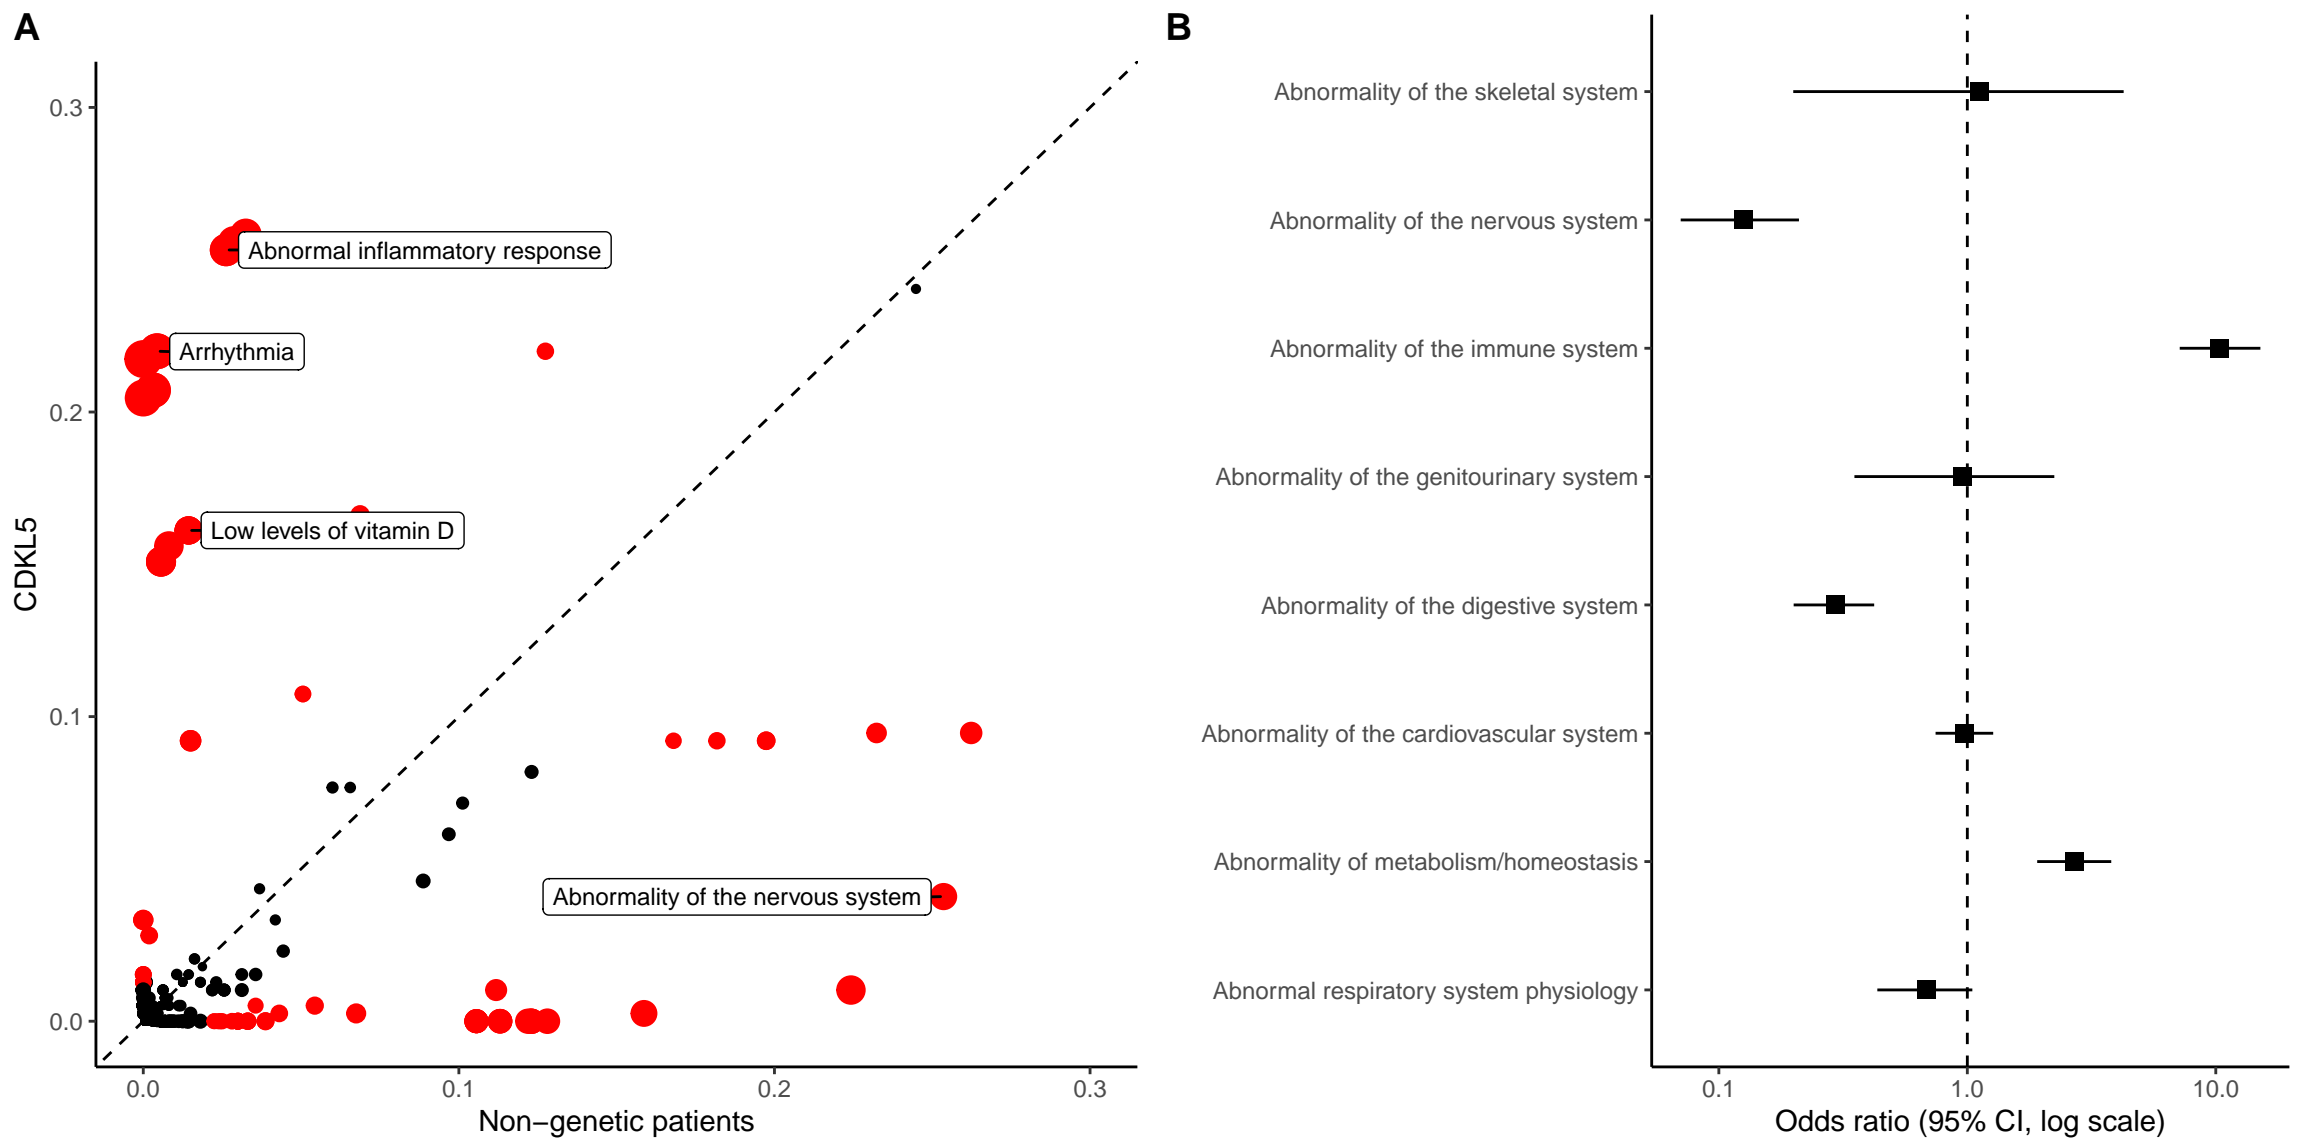 A
CDKL5
0.3
0.2
0.1
0.0
Abnormal inflammatory response
Arrhythmia
Low levels of vitamin D
Abnormality of the nervous system
0.0
0.1
0.2
0.3
Non−genetic patients
B
Abnormality of the skeletal system
Abnormality of the nervous system
Abnormality of the immune system
Abnormality of the genitourinary system
Abnormality of the digestive system
Abnormality of the cardiovascular system
Abnormality of metabolism/homeostasis
Abnormal respiratory system physiology
0.1
1.0
10.0
Odds ratio (95% CI, log scale)